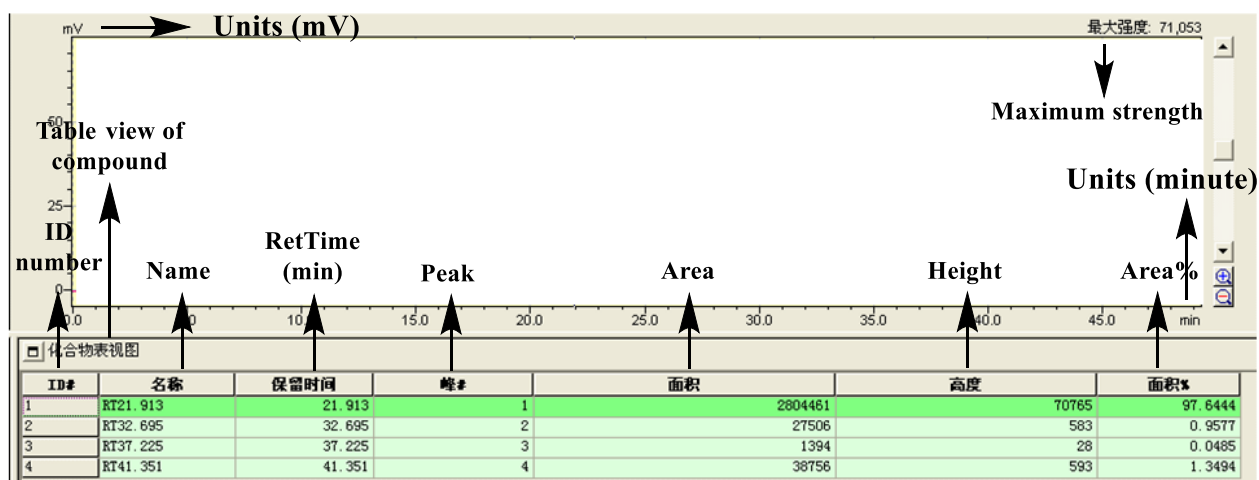 mV
Units (mV)
最大强度: 71,053
Maximum strength
Table view of
compound
Units (minute)
25
ID
number
Name
RetTime
(min)
Peak
Area
Height
Area%
0
15.0 20.0 25.0 30.0 35.0 40.0 45.0 min
化合物表视图
ID# 名称 保留时间 峰# 面积 高度 面积%
1 RT21.913 21.913 1 2804461 70765 97.6444
2 RT32.695 32.695 2 27506 583 0.9577
3 RT37.225 37.225 3 1394 28 0.0485
4 RT41.351 41.351 4 38756 593 1.3494